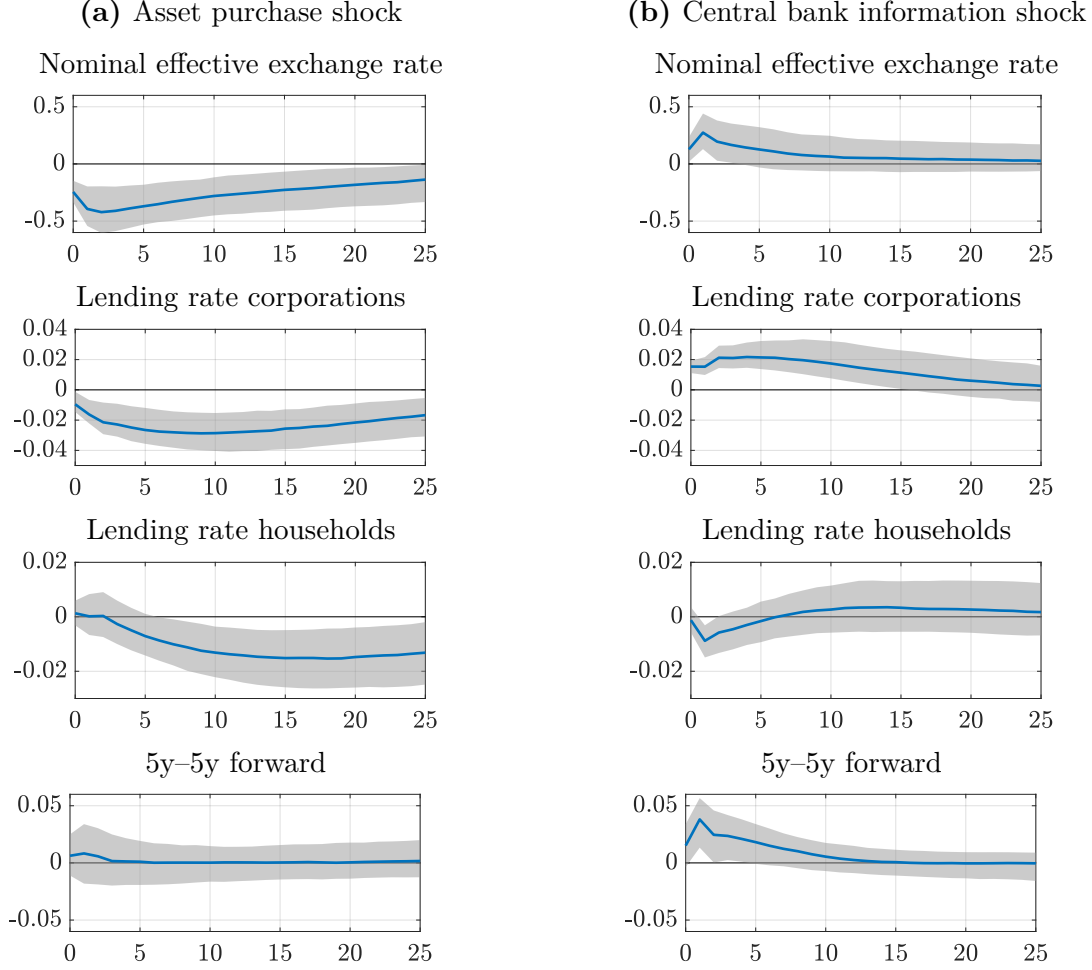 (a) Asset purchase shock
Nominal effective exchange rate
0.5
0
-0.5
0 5 10 15 20 25
Lending rate corporations
0.04
0.02
0
-0.02
-0.04
0 5 10 15 20 25
Lending rate households
0.02
0
-0.02
0 5 10 15 20 25
5y–5y forward
0.05
0
-0.05
0 5 10 15 20 25
(b) Central bank information shock
Nominal effective exchange rate
0.5
0
-0.5
0 5 10 15 20 25
Lending rate corporations
0.04
0.02
0
-0.02
-0.04
0 5 10 15 20 25
Lending rate households
0.02
0
-0.02
0 5 10 15 20 25
5y–5y forward
0.05
0
-0.05
0 5 10 15 20 25